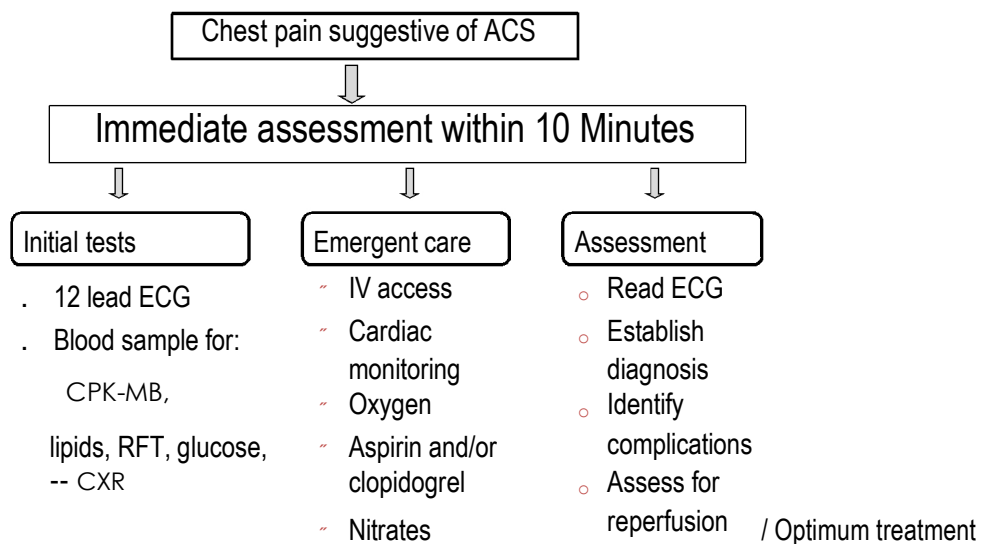 Chest pain suggestive of ACS
Immediate assessment within 10 Minutes
Initial tests
. 12 lead ECG
. Blood sample for:
CPK-MB,
lipids, RFT, glucose,
-- CXR
Emergent care
˝ IV access
˝ Cardiac
monitoring
˝ Oxygen
˝ Aspirin and/or
clopidogrel
˝ Nitrates
Assessment
○ Read ECG
○ Establish
diagnosis
○ Identify
complications
○ Assess for
reperfusion / Optimum treatment